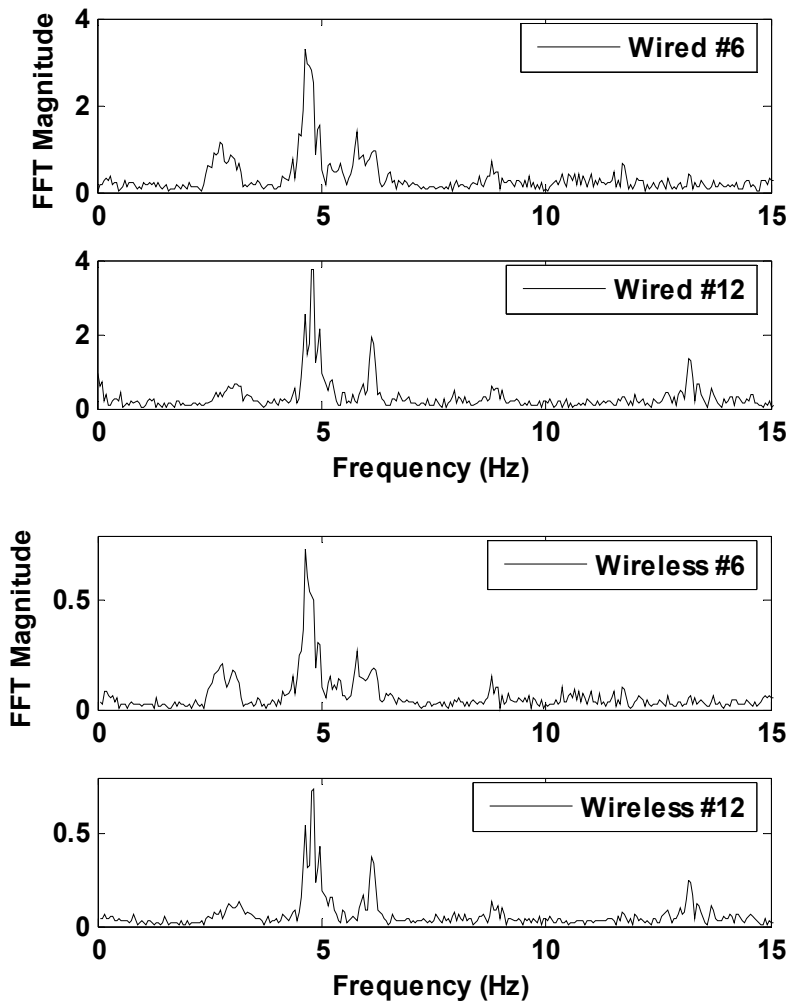 FFT Magnitude
4
2
0
Wired #6
0 5 10 15
4
2
0
Wired #12
0 5 10 15
Frequency (Hz)
FFT Magnitude
0.5
0
Wireless #6
0 5 10 15
0.5
0
Wireless #12
0 5 10 15
Frequency (Hz)